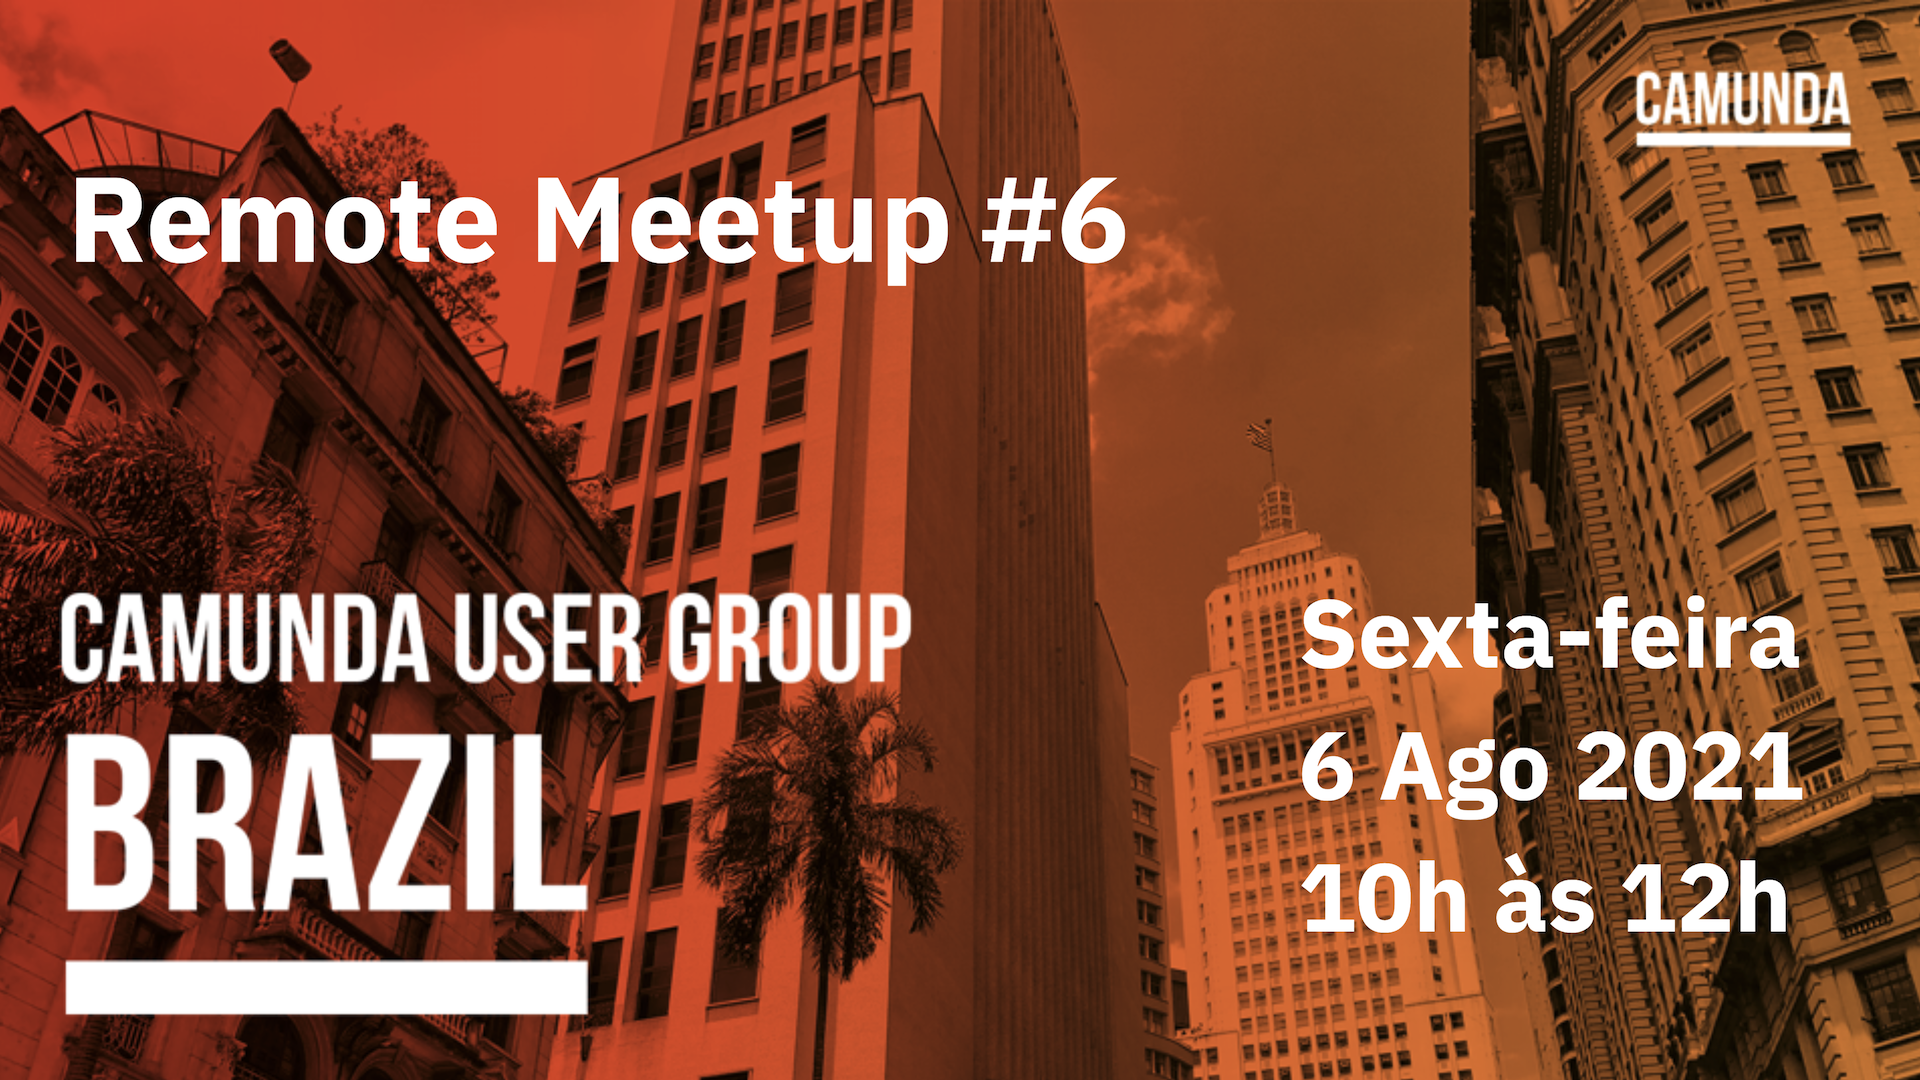 CAMUNDA
Remote Meetup #6
CAMUNDA USER GROUP
BRAZIL
Sexta-feira
6 Ago 2021
10h às 12h